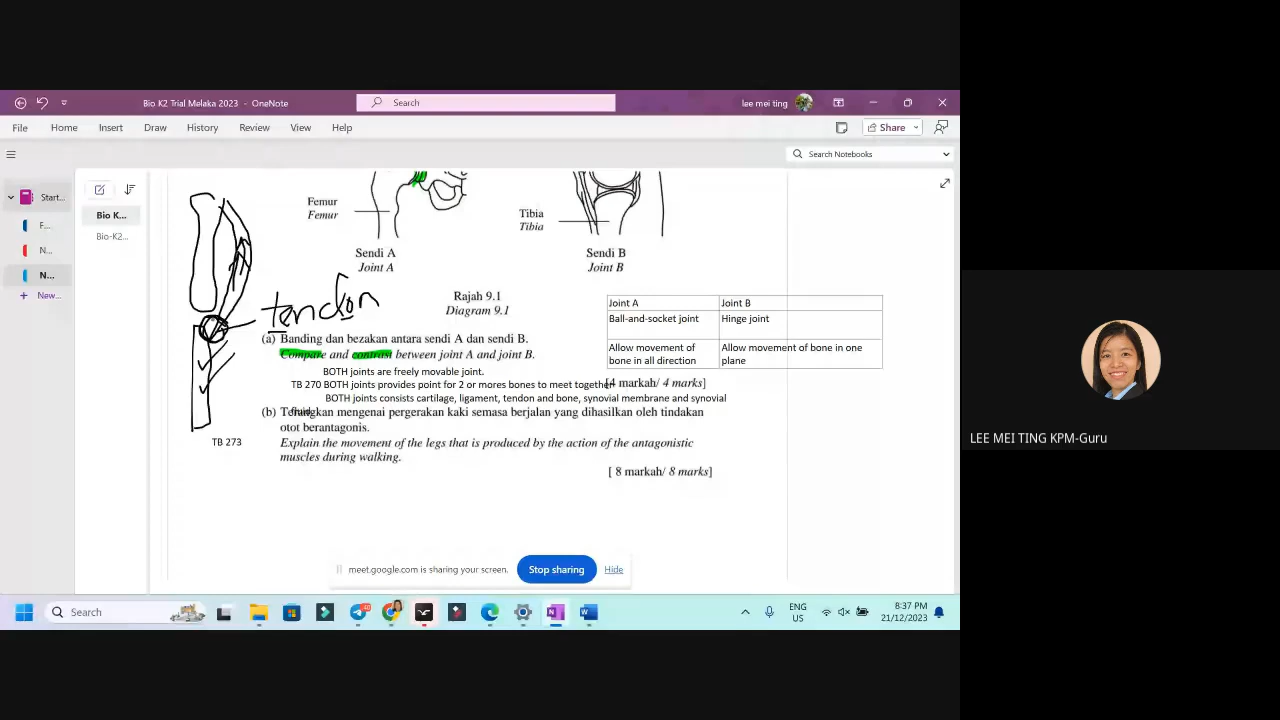 Bio K2 Trial Melaka 2023 - OneNote
Search
lee mei ting
File Home Insert Draw History Review View Help
Share
Search Notebooks
Start...
F...
N...
N...
New...
Bio K...
Bio-K2...
Femur
Femur
Tibia
Tibia
Sendi A
Joint A
Sendi B
Joint B
tendon
Rajah 9.1
Diagram 9.1
Joint A Joint B
Ball-and-socket joint Hinge joint
Allow movement of bone in all direction Allow movement of bone in one plane
(a) Banding dan bezakan antara sendi A dan sendi B.
Compare and contrast between joint A and joint B.
BOTH joints are freely movable joint.
[4 markah/ 4 marks]
TB 270 BOTH joints provides point for 2 or mores bones to meet together
BOTH joints consists cartilage, ligament, tendon and bone, synovial membrane and synovial
fluid.
(b) Terangkan mengenai pergerakan kaki semasa berjalan yang dihasilkan oleh tindakan
otot berantagonis.
TB 273
Explain the movement of the legs that is produced by the action of the antagonistic
muscles during walking.
[ 8 markah/ 8 marks]
meet.google.com is sharing your screen. Stop sharing Hide
Search
ENG
US
8:37 PM
21/12/2023
LEE MEI TING KPM-Guru